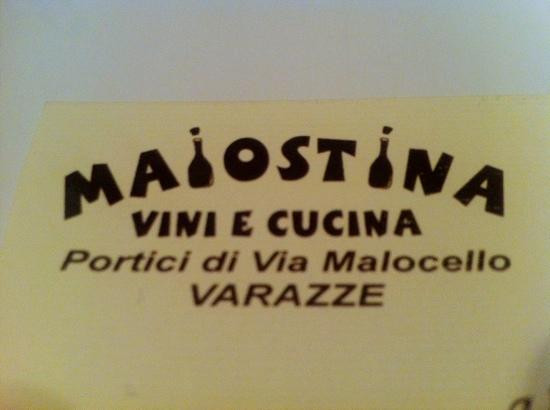 MAIOSTINA
VINI E CUCINA
Portici di Via Malocello
VARAZZE